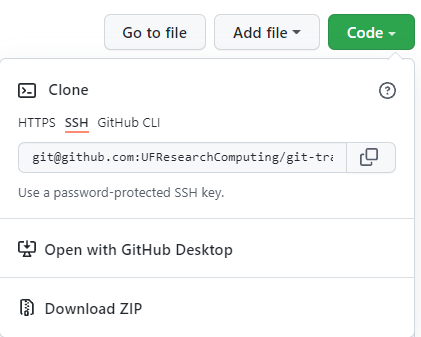 Go to file Add file Code
Clone
HTTPS SSH GitHub CLI
git@github.com:UFResearchComputing/git-tra
Use a password-protected SSH key.
Open with GitHub Desktop
Download ZIP